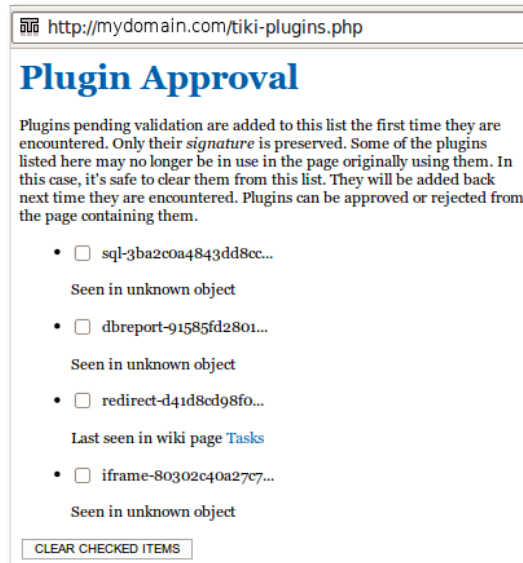 http://mydomain.com/tiki-plugins.php
Plugin Approval
Plugins pending validation are added to this list the first time they are
encountered. Only their signature is preserved. Some of the plugins
listed here may no longer be in use in the page originally using them. In
this case, it's safe to clear them from this list. They will be added back
next time they are encountered. Plugins can be approved or rejected from
the page containing them.
sql-3ba2c0a4843dd8cc...
Seen in unknown object
dbreport-91585fd2801...
Seen in unknown object
redirect-d41d8cd98f0...
Last seen in wiki page Tasks
iframe-80302c40a27c7...
Seen in unknown object
CLEAR CHECKED ITEMS